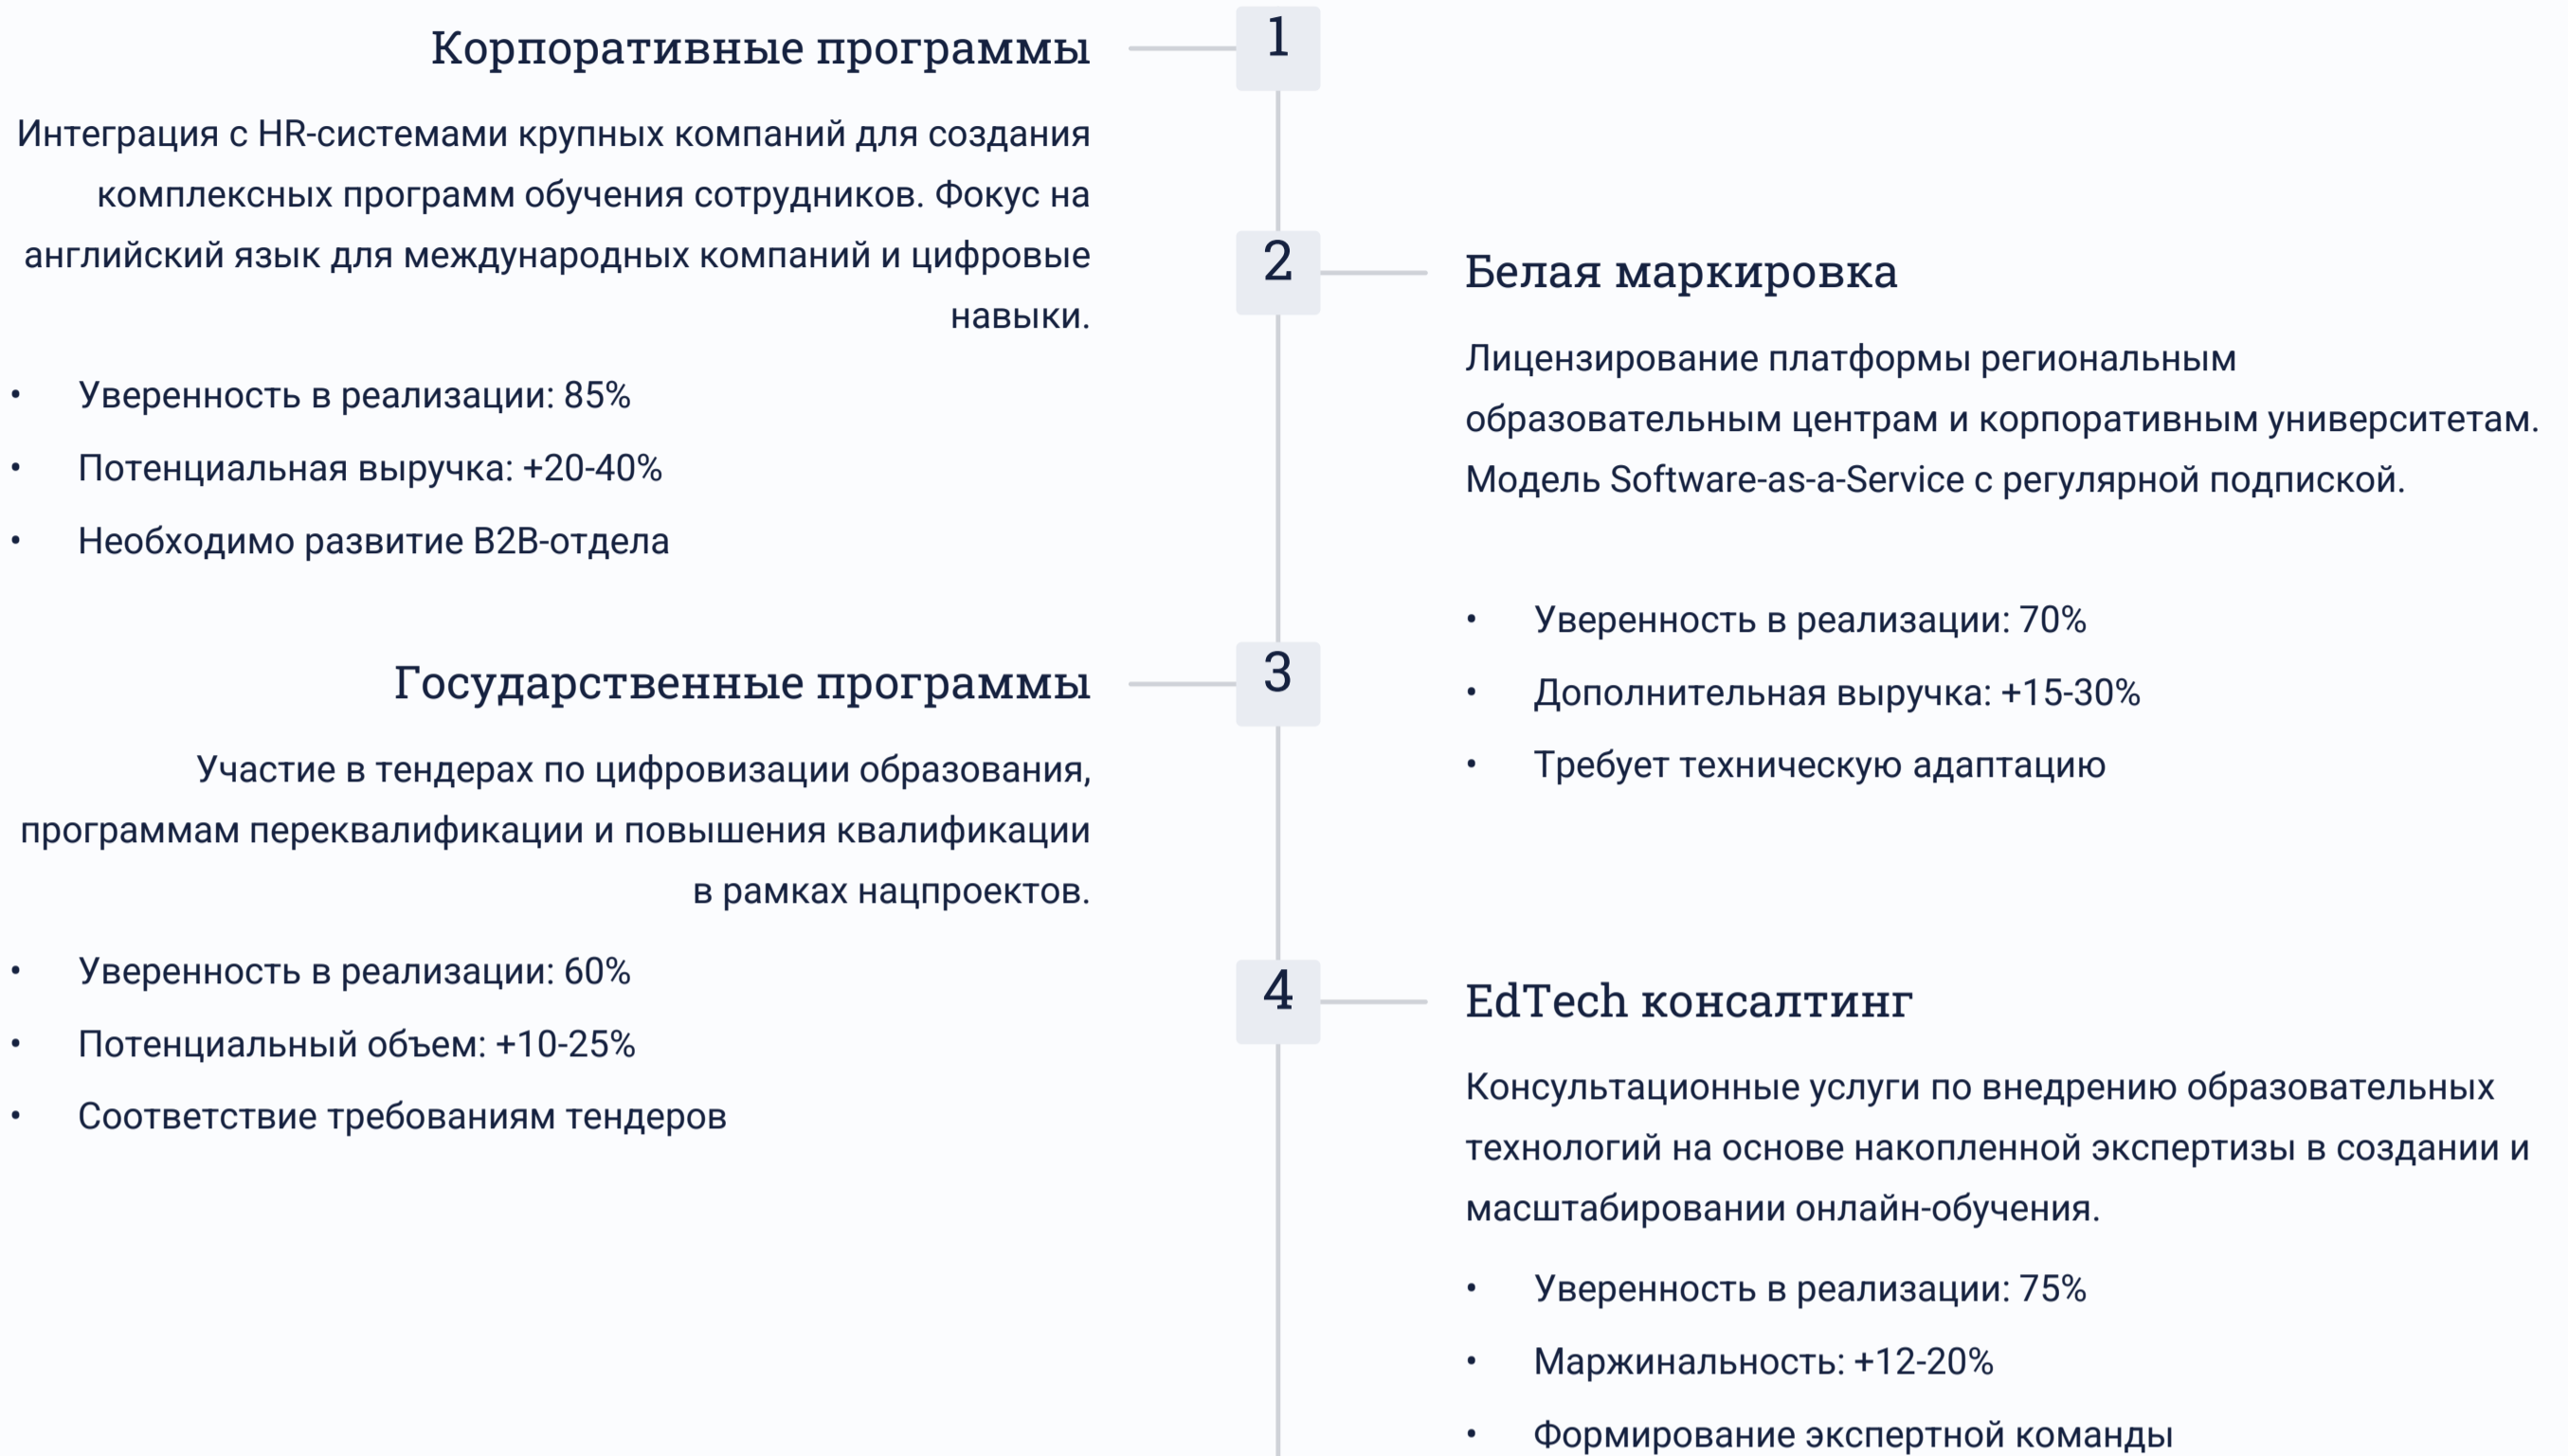 1
Корпоративные программы
Интеграция с HR-системами крупных компаний для создания
комплексных программ обучения сотрудников. Фокус на
английский язык для международных компаний и цифровые
навыки.
• Уверенность в реализации: 85%
• Потенциальная выручка: +20-40%
• Необходимо развитие B2B-отдела
2
Белая маркировка
Лицензирование платформы региональным
образовательным центрам и корпоративным университетам.
Модель Software-as-a-Service с регулярной подпиской.
• Уверенность в реализации: 70%
• Дополнительная выручка: +15-30%
• Требует техническую адаптацию
3
Государственные программы
Участие в тендерах по цифровизации образования,
программам переквалификации и повышения квалификации
в рамках нацпроектов.
• Уверенность в реализации: 60%
• Потенциальный объем: +10-25%
• Соответствие требованиям тендеров
4
EdTech консалтинг
Консультационные услуги по внедрению образовательных
технологий на основе накопленной экспертизы в создании и
масштабировании онлайн-обучения.
• Уверенность в реализации: 75%
• Маржинальность: +12-20%
• Формирование экспертной команды